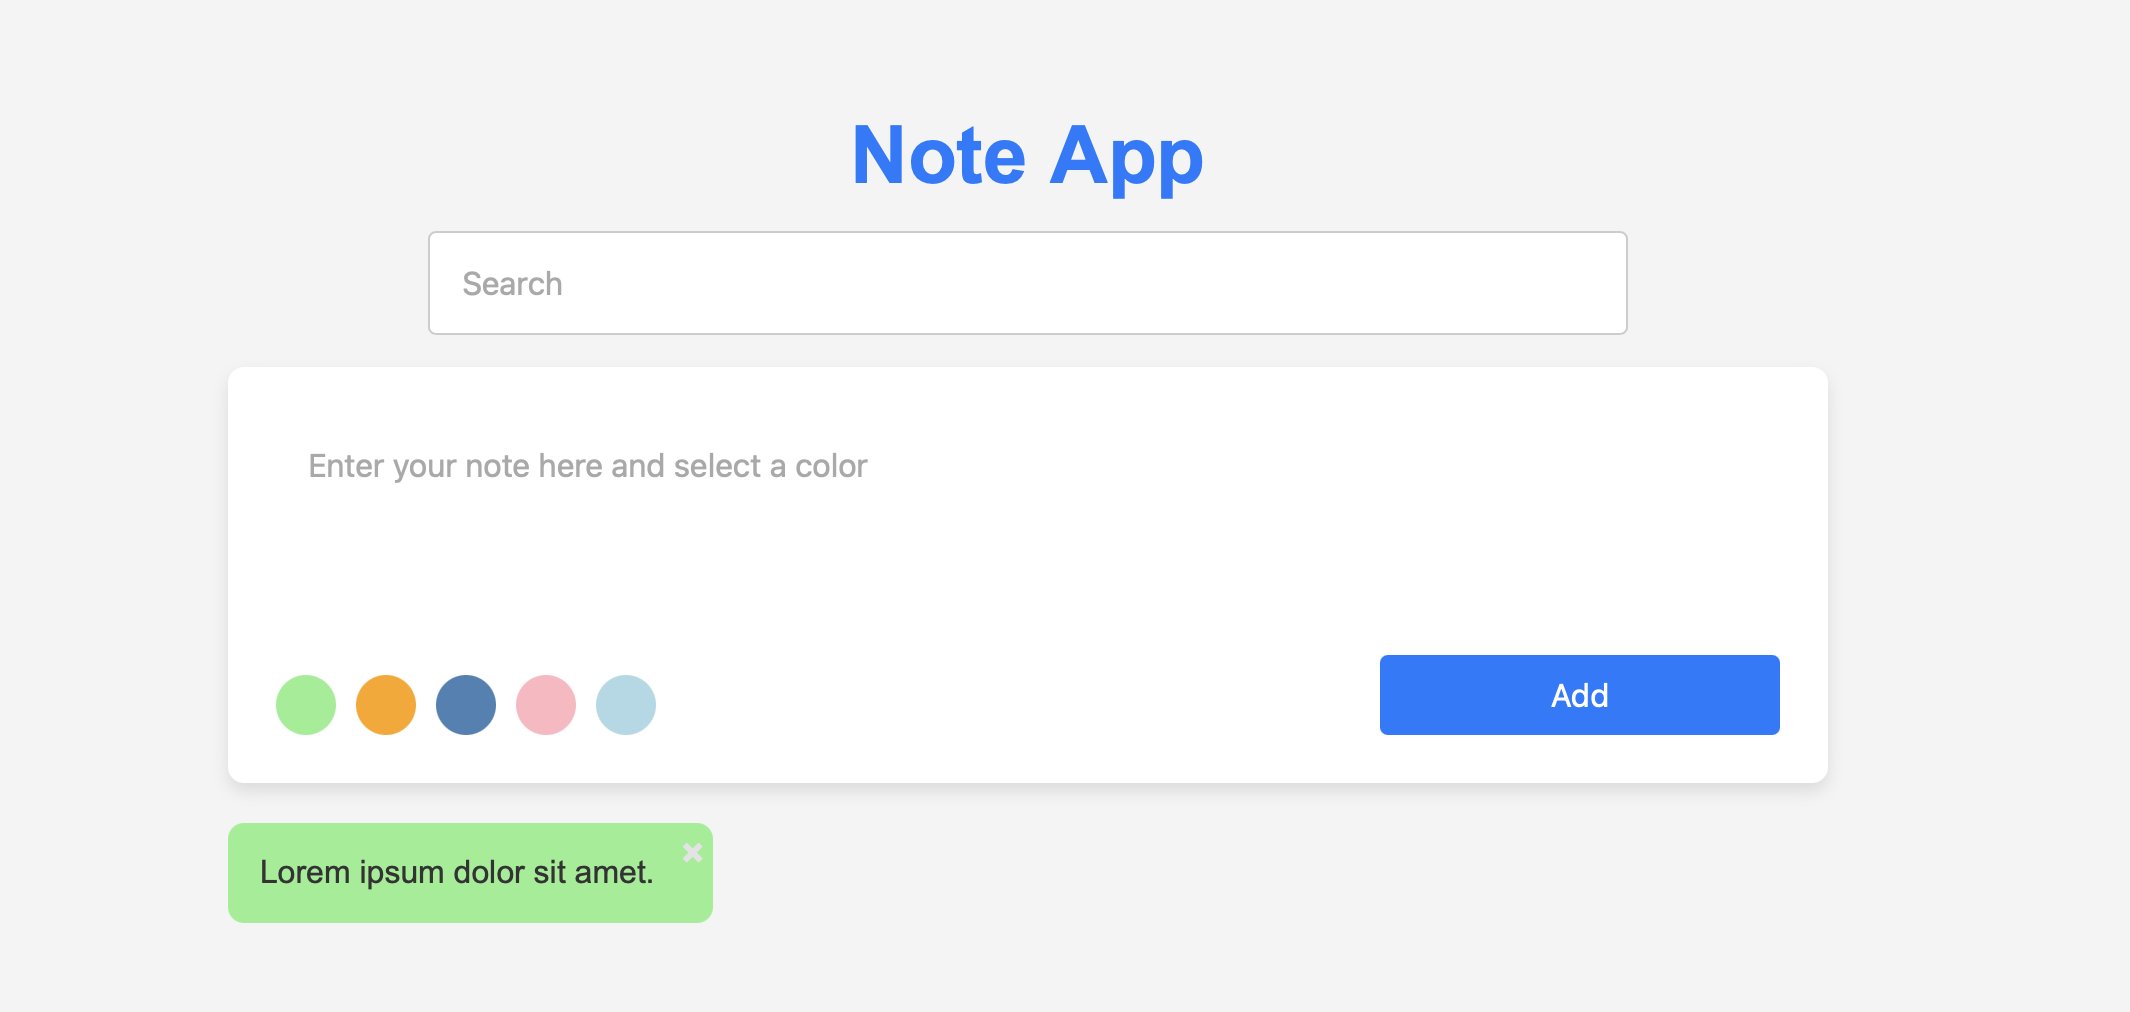 Note App
Search
Enter your note here and select a color
Add
Lorem ipsum dolor sit amet.